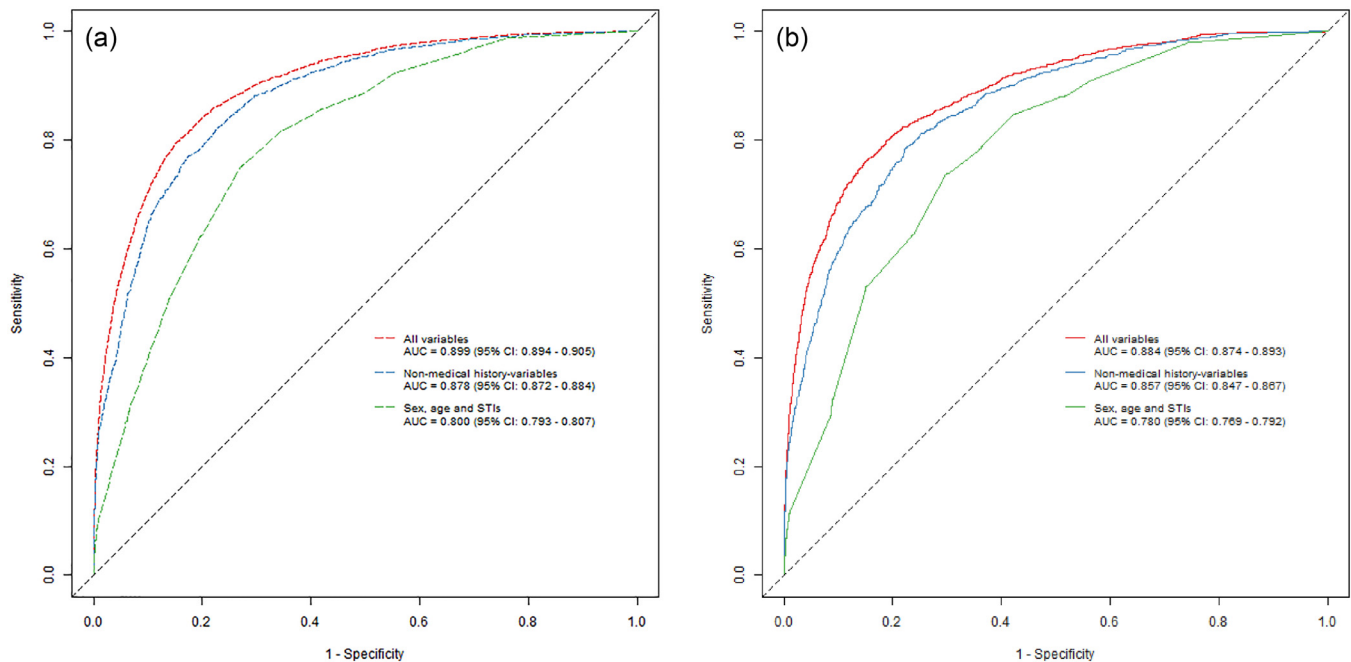 (a)
Sensitivity
1.0
0.8
0.6
0.4
0.2
0.0
All variables
AUC = 0.899 (95% CI: 0.894 - 0.905)
Non-medical history-variables
AUC = 0.878 (95% CI: 0.872 - 0.884)
Sex, age and STIs
AUC = 0.800 (95% CI: 0.793 - 0.807)
0.0 0.2 0.4 0.6 0.8 1.0
1 - Specificity
(b)
Sensitivity
1.0
0.8
0.6
0.4
0.2
0.0
All variables
AUC = 0.884 (95% CI: 0.874 - 0.893)
Non-medical history-variables
AUC = 0.857 (95% CI: 0.847 - 0.867)
Sex, age and STIs
AUC = 0.780 (95% CI: 0.769 - 0.792)
0.0 0.2 0.4 0.6 0.8 1.0
1 - Specificity